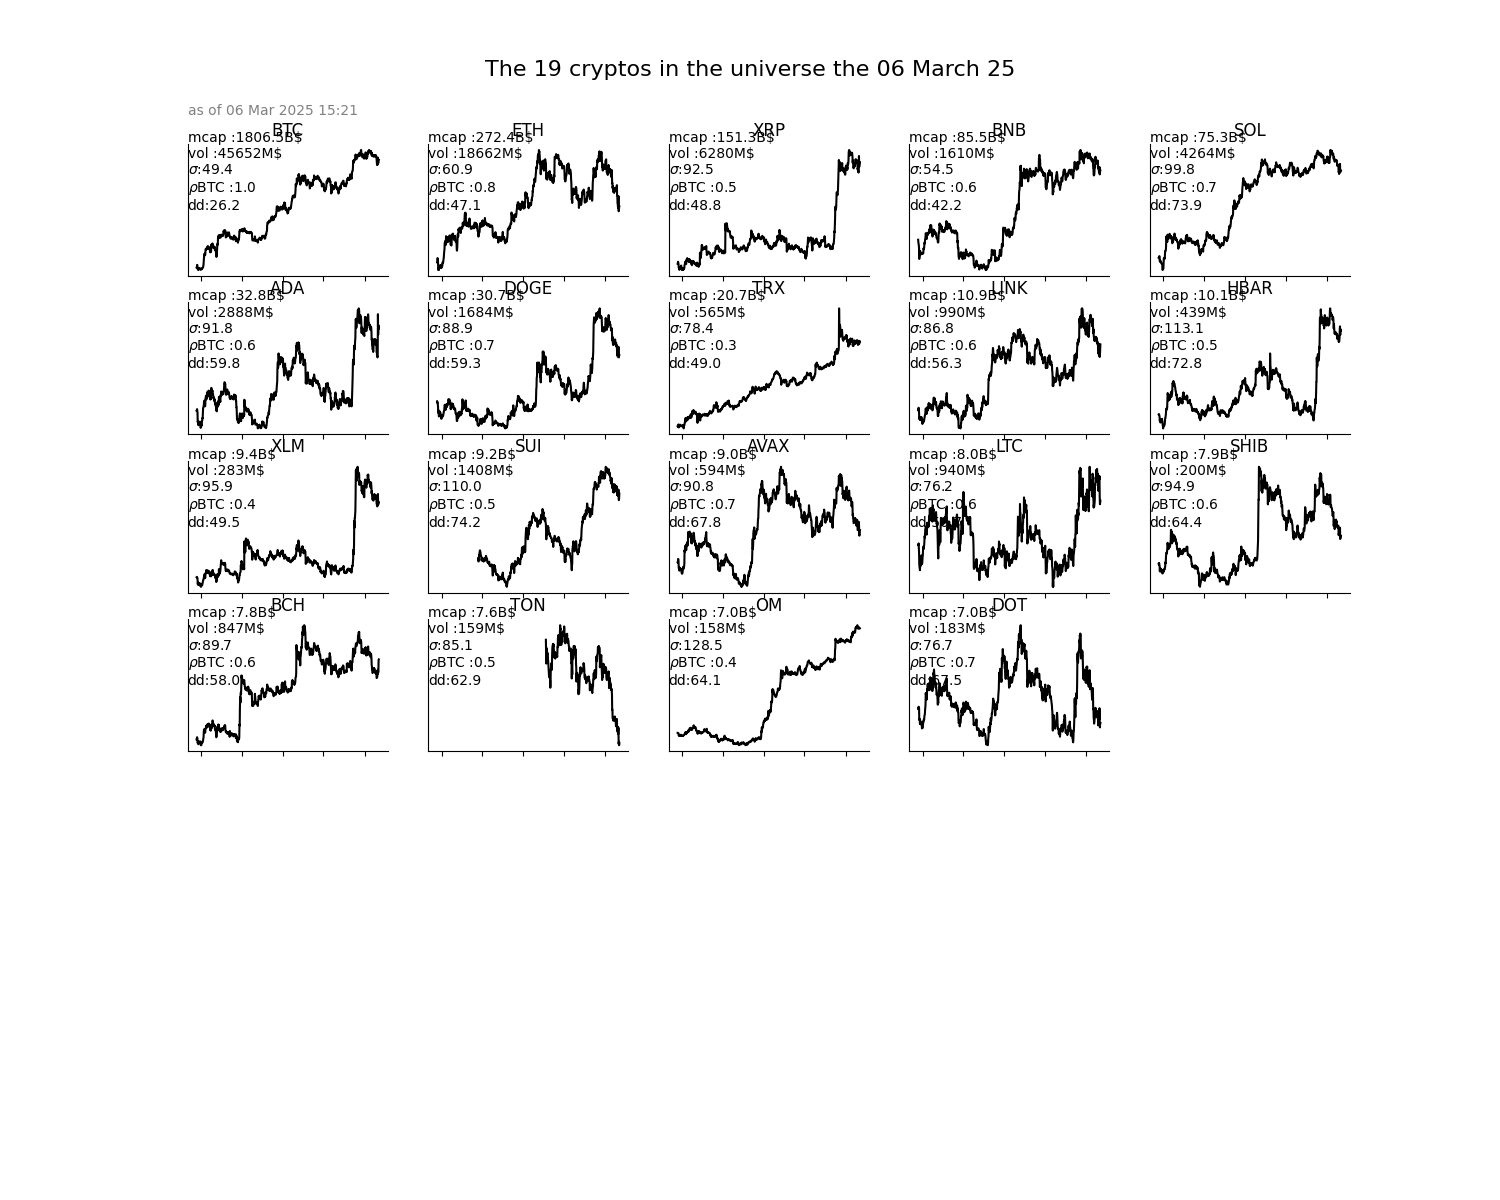 The 19 cryptos in the universe the 06 March 25
as of 06 Mar 2025 15:21
BTC
mcap :1806.5B$
vol :45652M$
σ:49.4
ρBTC :1.0
dd:26.2
ETH
mcap :272.4B$
vol :18662M$
σ:60.9
ρBTC :0.8
dd:47.1
XRP
mcap :151.3B$
vol :6280M$
σ:92.5
ρBTC :0.5
dd:48.8
BNB
mcap :85.5B$
vol :1610M$
σ:54.5
ρBTC :0.6
dd:42.2
SOL
mcap :75.3B$
vol :4264M$
σ:99.8
ρBTC :0.7
dd:73.9
ADA
mcap :32.8B$
vol :2888M$
σ:91.8
ρBTC :0.6
dd:59.8
DOGE
mcap :30.7B$
vol :1684M$
σ:88.9
ρBTC :0.7
dd:59.3
TRX
mcap :20.7B$
vol :565M$
σ:78.4
ρBTC :0.3
dd:49.0
LINK
mcap :10.9B$
vol :990M$
σ:86.8
ρBTC :0.6
dd:56.3
HBAR
mcap :10.1B$
vol :439M$
σ:113.1
ρBTC :0.5
dd:72.8
XLM
mcap :9.4B$
vol :283M$
σ:95.9
ρBTC :0.4
dd:49.5
SUI
mcap :9.2B$
vol :1408M$
σ:110.0
ρBTC :0.5
dd:74.2
AVAX
mcap :9.0B$
vol :594M$
σ:90.8
ρBTC :0.7
dd:67.8
LTC
mcap :8.0B$
vol :940M$
σ:76.2
ρBTC :0.6
SHIB
mcap :7.9B$
vol :200M$
σ:94.9
ρBTC :0.6
dd:64.4
BCH
mcap :7.8B$
vol :847M$
σ:89.7
ρBTC :0.6
dd:58.0
TON
mcap :7.6B$
vol :159M$
σ:85.1
ρBTC :0.5
dd:62.9
OM
mcap :7.0B$
vol :158M$
σ:128.5
ρBTC :0.4
dd:64.1
DOT
mcap :7.0B$
vol :183M$
σ:76.7
ρBTC :0.7
dd:67.5